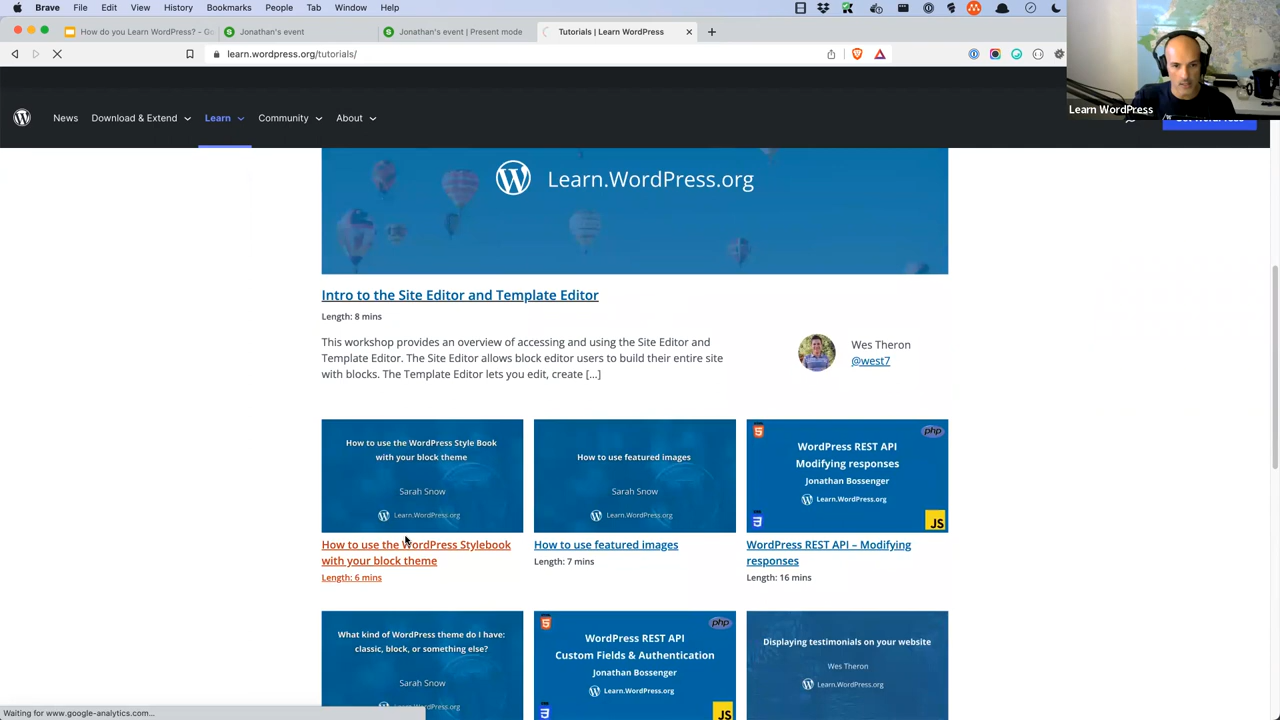 Brave File Edit View History Bookmarks People Tab Window Help
How do you Learn WordPress? - Go
Jonathan's event
Jonathan's event | Present mode
Tutorials | Learn WordPress
learn.wordpress.org/tutorials/
News Download & Extend Learn Community About
Learn WordPress
Learn.WordPress.org
Intro to the Site Editor and Template Editor
Length: 8 mins
This workshop provides an overview of accessing and using the Site Editor and
Template Editor. The Site Editor allows block editor users to build their entire site
with blocks. The Template Editor lets you edit, create […]
Wes Theron
@west7
How to use the WordPress Style Book
with your block theme
Sarah Snow
Learn.WordPress.org
How to use the WordPress Stylebook
with your block theme
Length: 6 mins
How to use featured images
Sarah Snow
Learn.WordPress.org
How to use featured images
Length: 7 mins
php
WordPress REST API
Modifying responses
Jonathan Bossenger
Learn.WordPress.org
JS
WordPress REST API – Modifying
responses
Length: 16 mins
What kind of WordPress theme do I have:
classic, block, or something else?
Sarah Snow
Learn.WordPress.org
php
WordPress REST API
Custom Fields & Authentication
Jonathan Bossenger
Learn.WordPress.org
JS
Displaying testimonials on your website
Wes Theron
Learn.WordPress.org
Waiting for www.google-analytics.com...